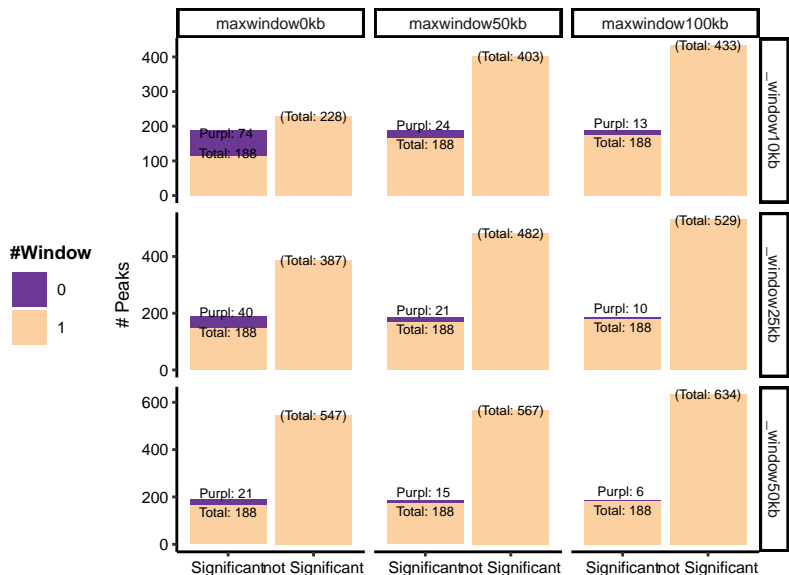 maxwindow0kb
maxwindow50kb
maxwindow100kb
400
300
200
100
0
Purpl: 74
Total: 188
(Total: 228)
Purpl: 24
Total: 188
(Total: 403)
Purpl: 13
Total: 188
(Total: 433)
_window10kb
#Window
0
1
# Peaks
400
200
0
Purpl: 40
Total: 188
(Total: 387)
Purpl: 21
Total: 188
(Total: 482)
Purpl: 10
Total: 188
(Total: 529)
_window25kb
600
400
200
0
Purpl: 21
Total: 188
(Total: 547)
Purpl: 15
Total: 188
(Total: 567)
Purpl: 6
Total: 188
(Total: 634)
_window50kb
Significant
not Significant
Significant
not Significant
Significant
not Significant